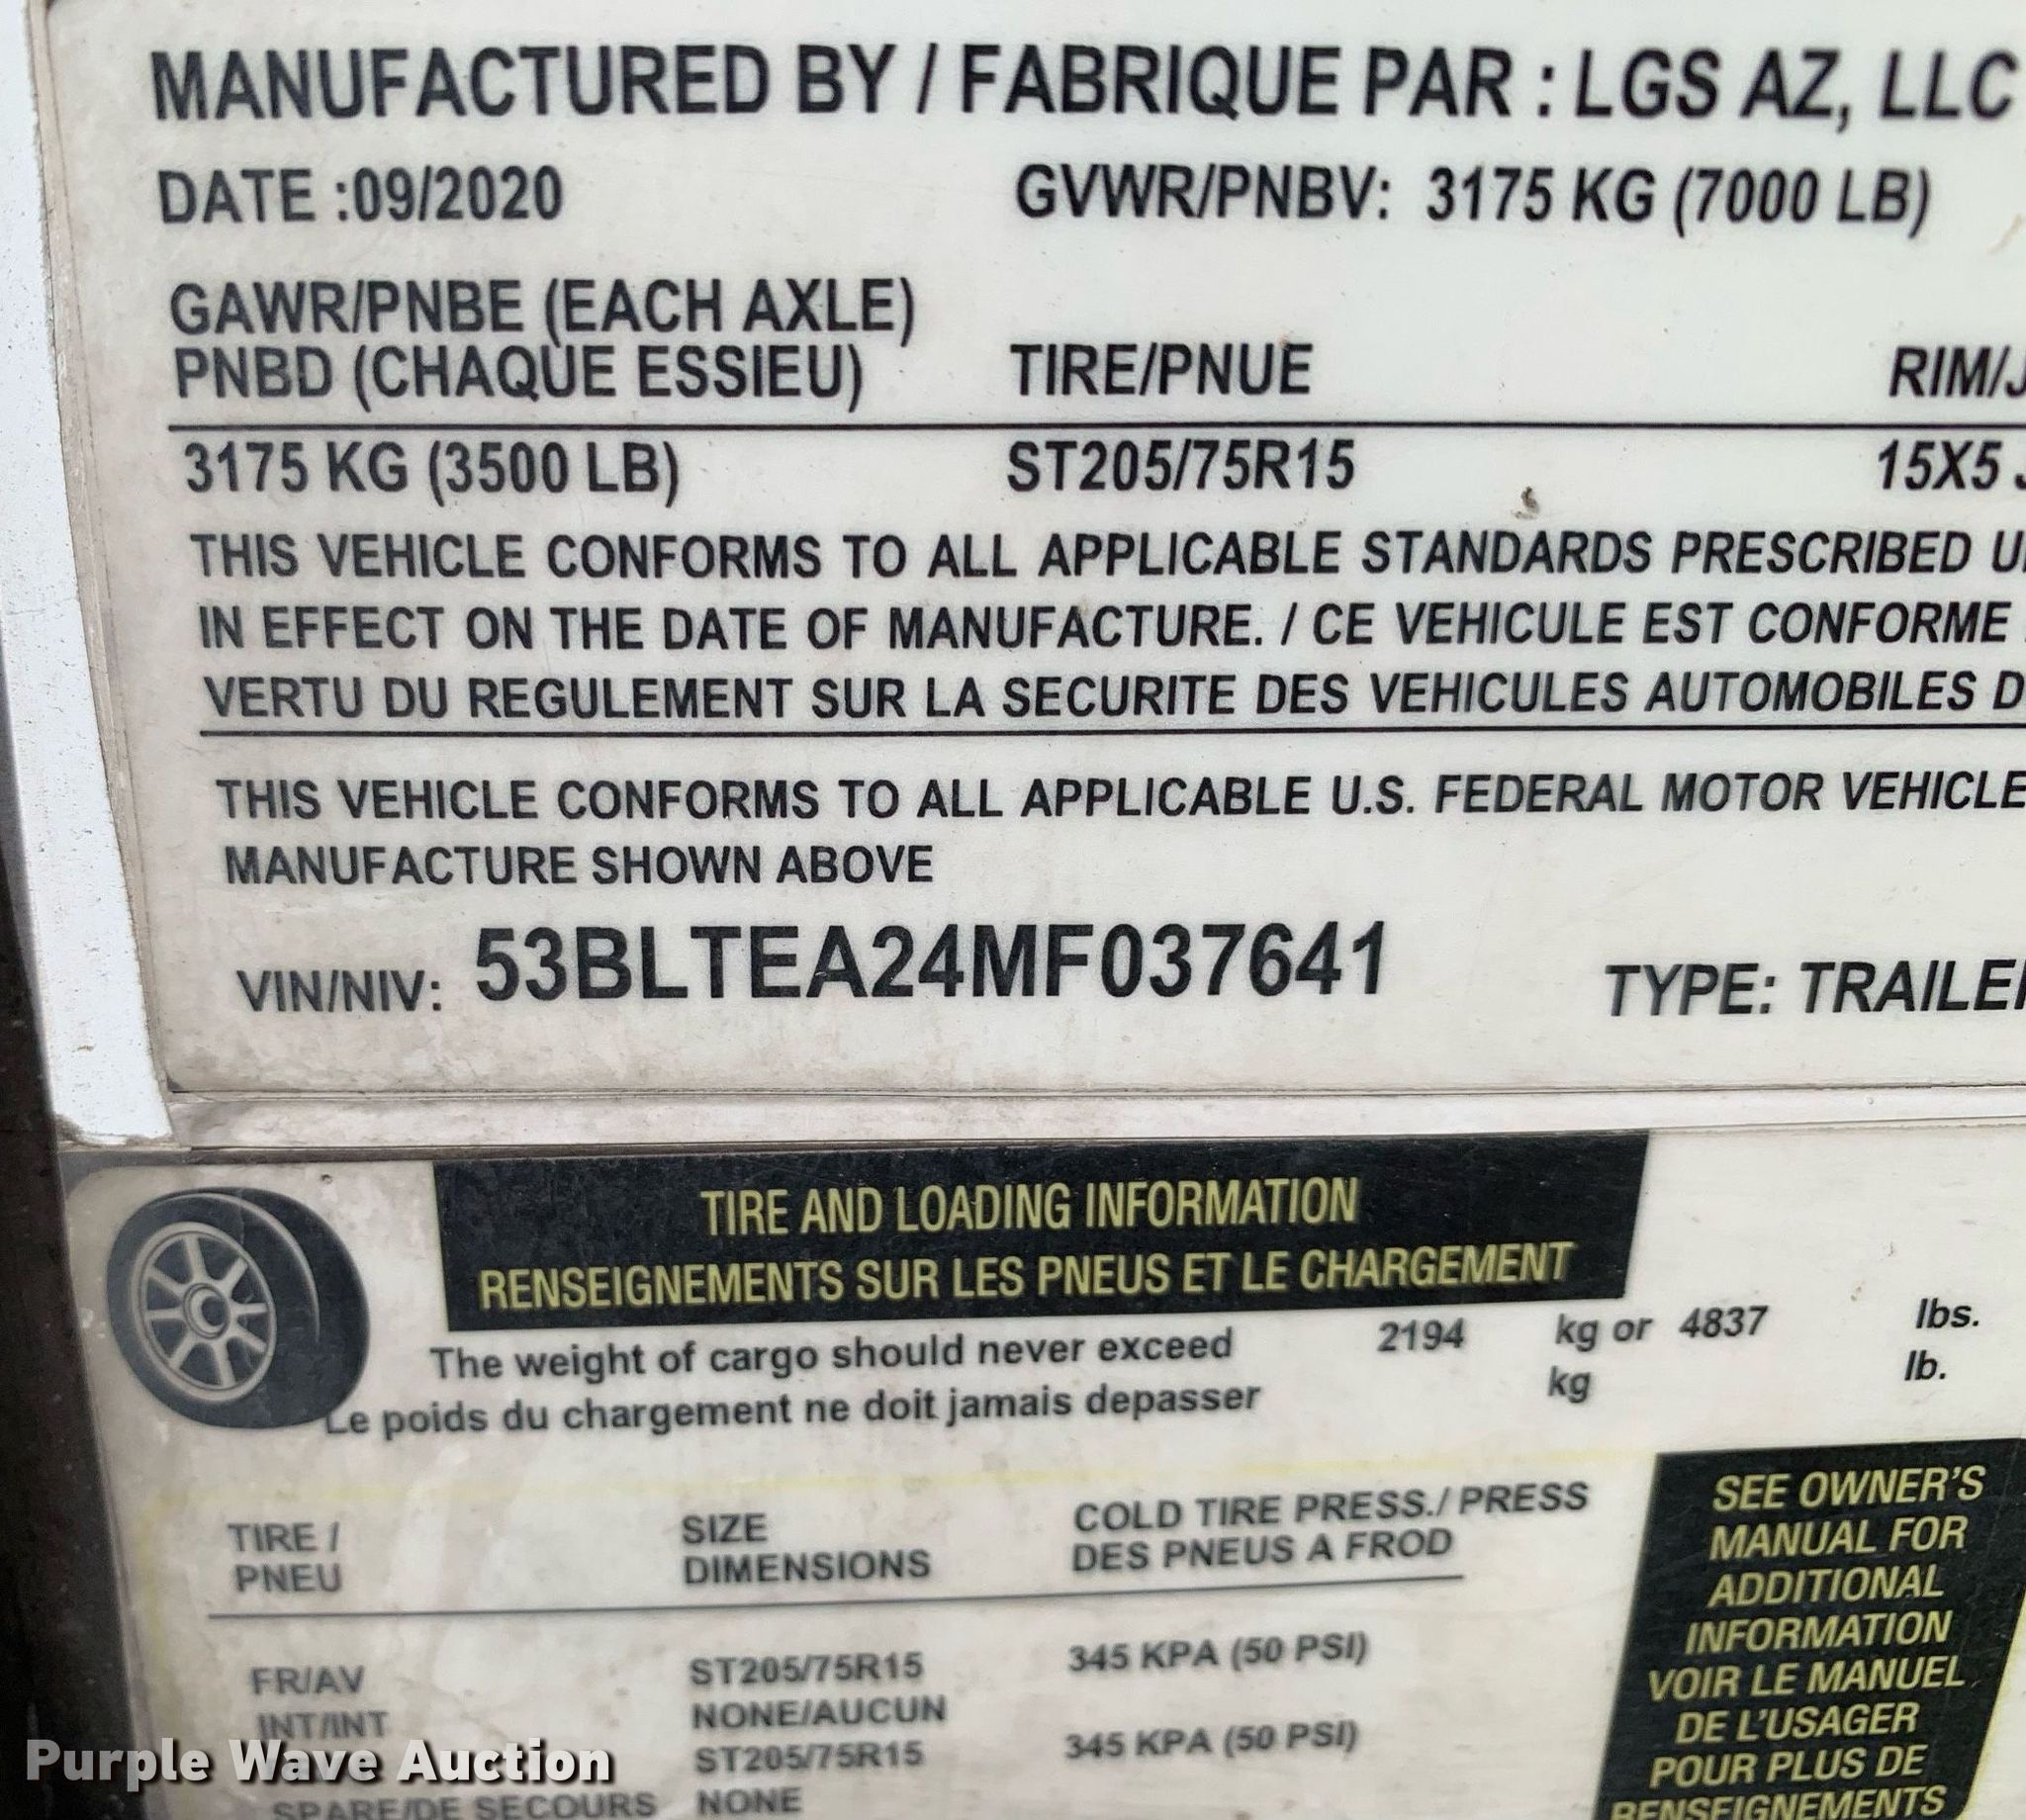 MANUFACTURED BY / FABRIQUE PAR : LGS AZ, LLC
DATE :09/2020 GVWR/PNBV: 3175 KG (7000 LB)
GAWR/PNBE (EACH AXLE)
PNBD (CHAQUE ESSIEU) TIRE/PNUE RIM/J
3175 KG (3500 LB) ST205/75R15 15X5 J
THIS VEHICLE CONFORMS TO ALL APPLICABLE STANDARDS PRESCRIBED U
IN EFFECT ON THE DATE OF MANUFACTURE. / CE VEHICULE EST CONFORME
VERTU DU REGULEMENT SUR LA SECURITE DES VEHICULES AUTOMOBILES D
THIS VEHICLE CONFORMS TO ALL APPLICABLE U.S. FEDERAL MOTOR VEHICLE
MANUFACTURE SHOWN ABOVE
VIN/NIV: 53BLTEA24MF037641 TYPE: TRAILER
TIRE AND LOADING INFORMATION
RENSEIGNEMENTS SUR LES PNEUS ET LE CHARGEMENT
The weight of cargo should never exceed 2194 kg or 4837 lbs.
Le poids du chargement ne doit jamais depasser kg lb.
TIRE / SIZE COLD TIRE PRESS./ PRESS
PNEU DIMENSIONS DES PNEUS A FROD
FR/AV ST205/75R15 345 KPA (50 PSI)
INT/INT NONE/AUCUN
ST205/75R15 345 KPA (50 PSI)
SPARE/DE SECOURS NONE
SEE OWNER'S
MANUAL FOR
ADDITIONAL
INFORMATION
VOIR LE MANUEL
DE L'USAGER
POUR PLUS DE
RENSEIGNEMENTS
Purple Wave Auction